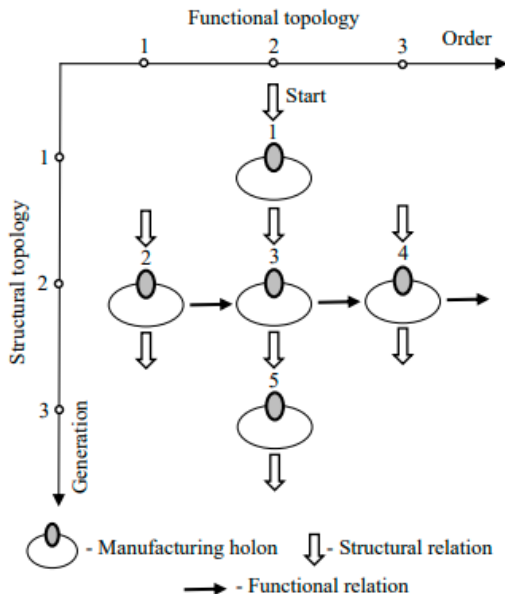 Functional topology
1 2 3 Order
Start
1
1
2 3 4
2
5
3
Structural topology
Generation
- Manufacturing holon
- Structural relation
- Functional relation